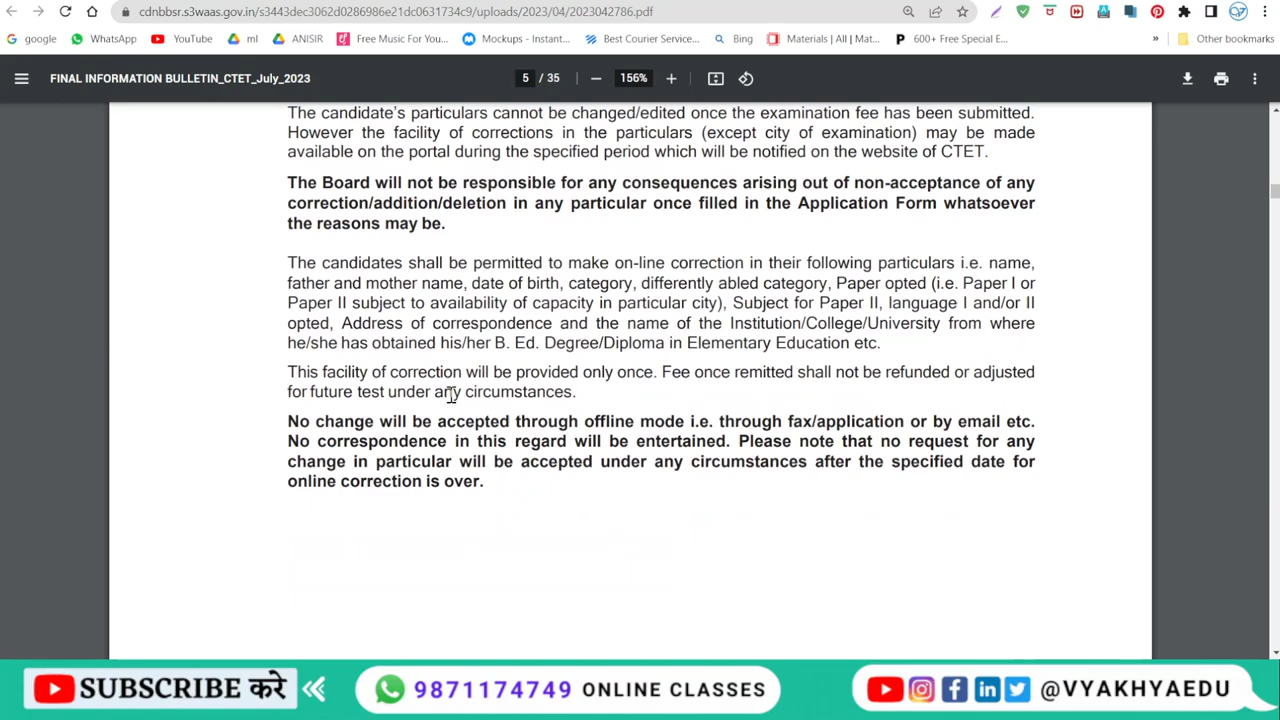 cdnbbsr.s3waas.gov.in/s3443dec3062d0286986e21dc0631734c9/uploads/2023/04/2023042786.pdf
google WhatsApp YouTube ml ANISIR Free Music For You... Mockups - Instant... Best Courier Service... Bing Materials | All | Mat... 600+ Free Special E... » Other bookmarks
FINAL INFORMATION BULLETIN_CTET_July_2023 5 / 35 − 156% +
The candidate's particulars cannot be changed/edited once the examination fee has been submitted.
However the facility of corrections in the particulars (except city of examination) may be made
available on the portal during the specified period which will be notified on the website of CTET.
The Board will not be responsible for any consequences arising out of non-acceptance of any
correction/addition/deletion in any particular once filled in the Application Form whatsoever
the reasons may be.
The candidates shall be permitted to make on-line correction in their following particulars i.e. name,
father and mother name, date of birth, category, differently abled category, Paper opted (i.e. Paper I or
Paper II subject to availability of capacity in particular city), Subject for Paper II, language I and/or II
opted, Address of correspondence and the name of the Institution/College/University from where
he/she has obtained his/her B. Ed. Degree/Diploma in Elementary Education etc.
This facility of correction will be provided only once. Fee once remitted shall not be refunded or adjusted
for future test under any circumstances.
No change will be accepted through offline mode i.e. through fax/application or by email etc.
No correspondence in this regard will be entertained. Please note that no request for any
change in particular will be accepted under any circumstances after the specified date for
online correction is over.
SUBSCRIBE करे 9871174749 ONLINE CLASSES @VYAKHYAEDU